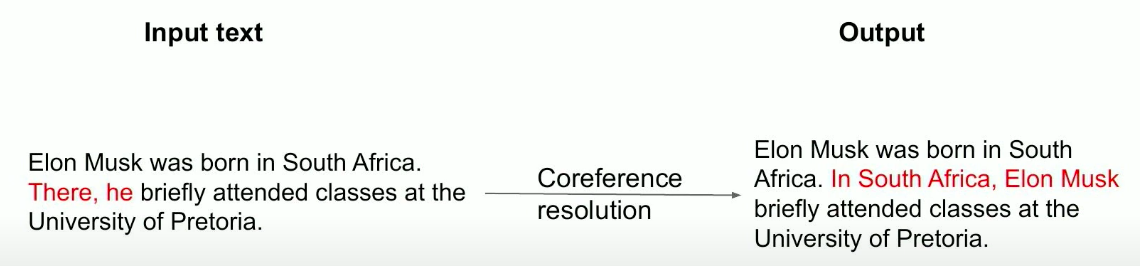 Input text
Output
Elon Musk was born in South Africa.
There, he briefly attended classes at the
University of Pretoria.
Coreference
resolution
Elon Musk was born in South
Africa. In South Africa, Elon Musk
briefly attended classes at the
University of Pretoria.